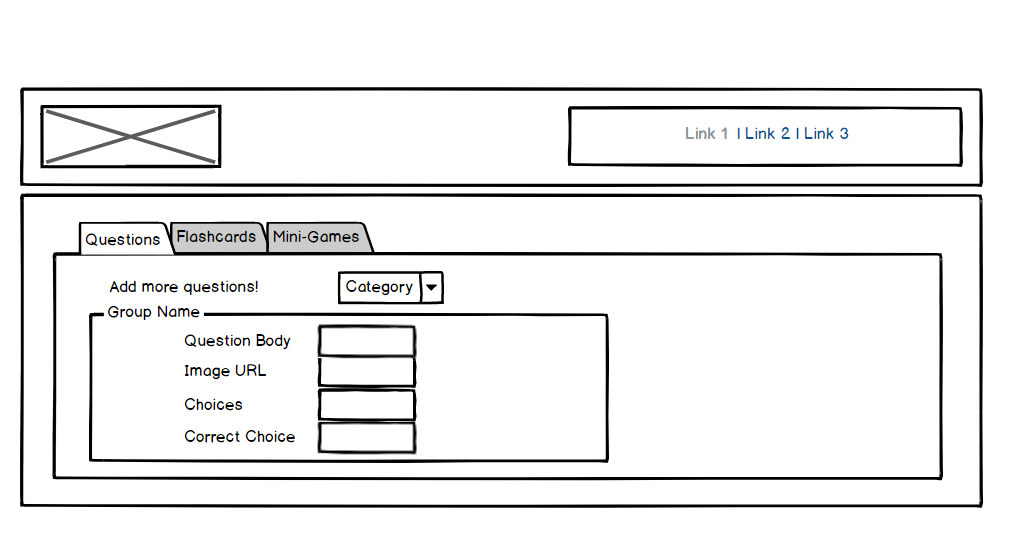 Link 1 | Link 2 | Link 3
Questions Flashcards Mini-Games
Add more questions! Category
Group Name
Question Body
Image URL
Choices
Correct Choice